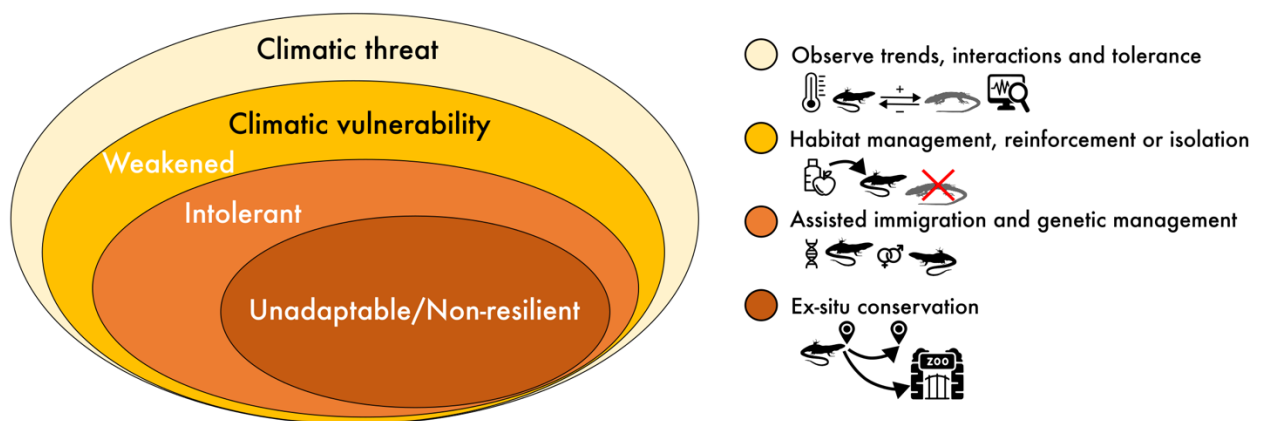 Climatic threat
Climatic vulnerability
Weakened
Intolerant
Unadaptable/Non-resilient
Observe trends, interactions and tolerance
+
−
Habitat management, reinforcement or isolation
Assisted immigration and genetic management
Ex-situ conservation
ZOO